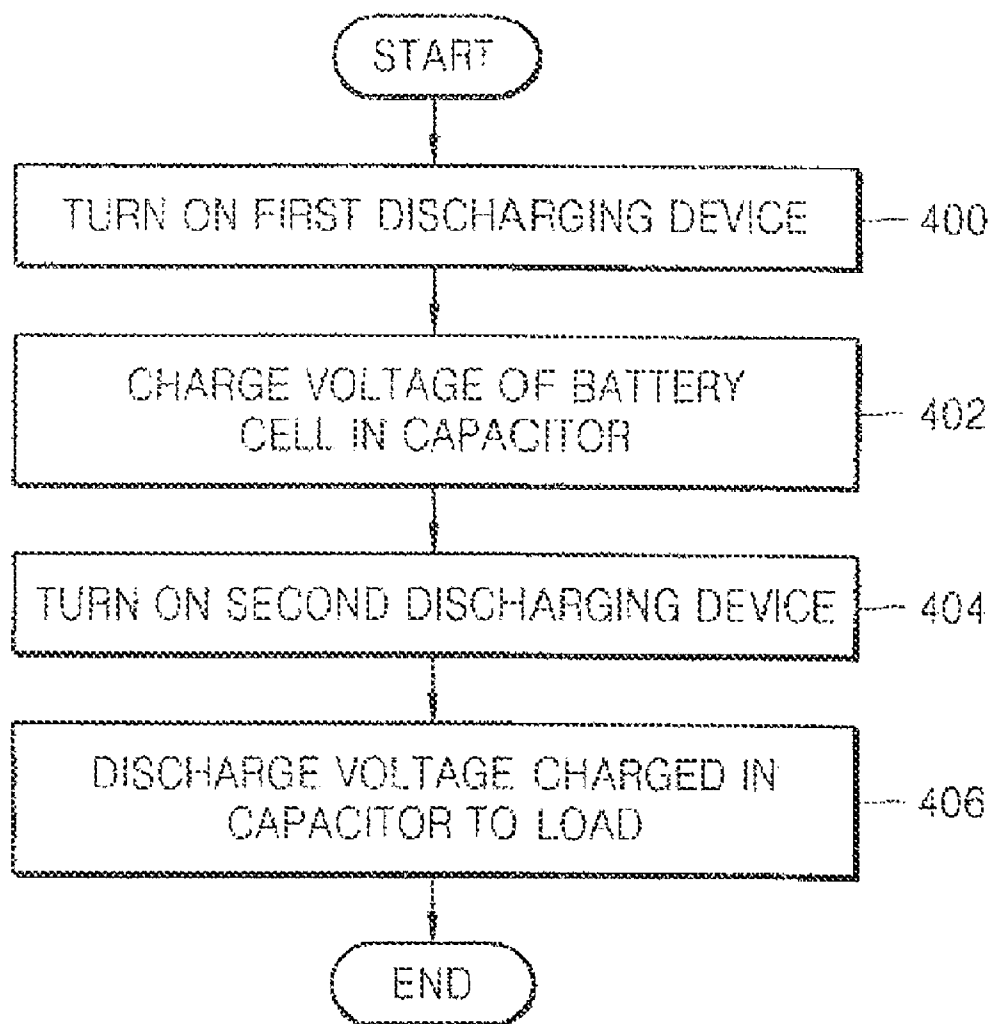 START
TURN ON FIRST DISCHARGING DEVICE
400
CHARGE VOLTAGE OF BATTERY
CELL IN CAPACITOR
402
TURN ON SECOND DISCHARGING DEVICE
404
DISCHARGE VOLTAGE CHARGED IN
CAPACITOR TO LOAD
406
END